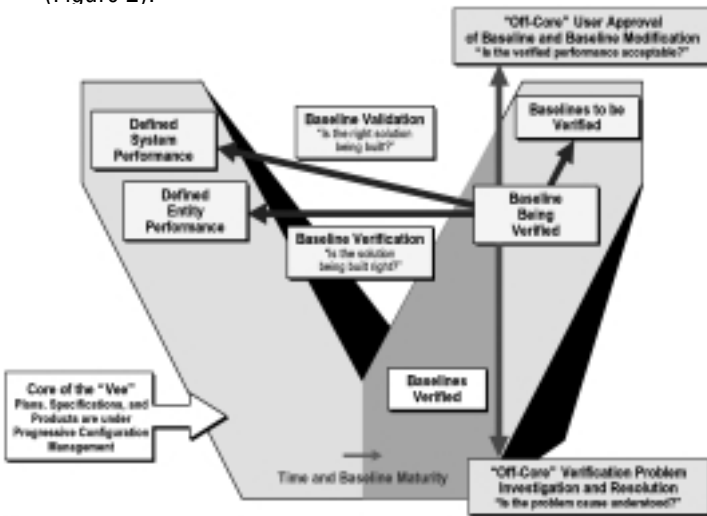 (Figure 2).
"Off-Core" User Approval
of Baseline and Baseline Modification
"Is the verified performance acceptable?"
Defined
System
Performance
Baseline Validation
"Is the right solution
being built?"
Baselines to be
Verified
Defined
Entity
Performance
Baseline
Being
Verified
Baseline Verification
"Is the solution
being built right?"
Core of the "Vee"
Plans, Specifications, and
Products are under
Progressive Configuration
Management
Baselines
Verified
Time and Baseline Maturity
"Off-Core" Verification Problem
Investigation and Resolution
"Is the problem cause understood?"